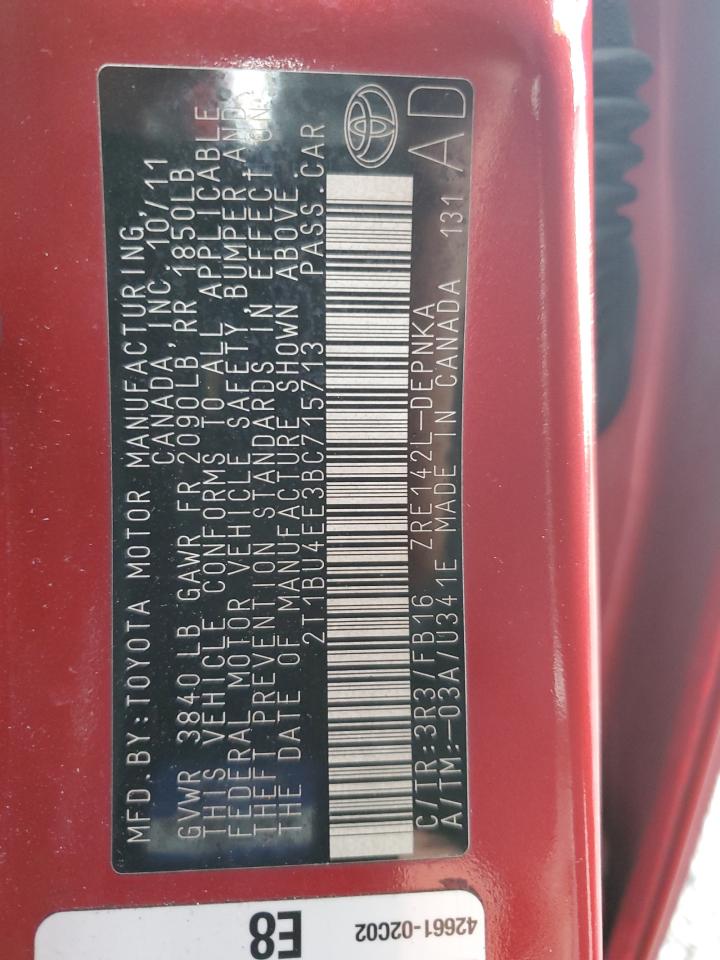 MFD.BY:TOYOTA MOTOR MANUFACTURING,
CANADA, INC. 10/11
GVWR 3840 LB GAWR FR 2090LB, RR 1850LB
THIS VEHICLE CONFORMS TO ALL APPLICABLE
FEDERAL MOTOR VEHICLE SAFETY, BUMPER, AND
THEFT PREVENTION STANDARDS IN EFFECT ON
THE DATE OF MANUFACTURE SHOWN ABOVE.
2T1BU4EE3BC715713 PASS.CAR
C/TR:3R3/FB16 ZRE142L-DEPNKA
A/TM:-03A/U341E MADE IN CANADA 131
AD
E8
42661-02C02